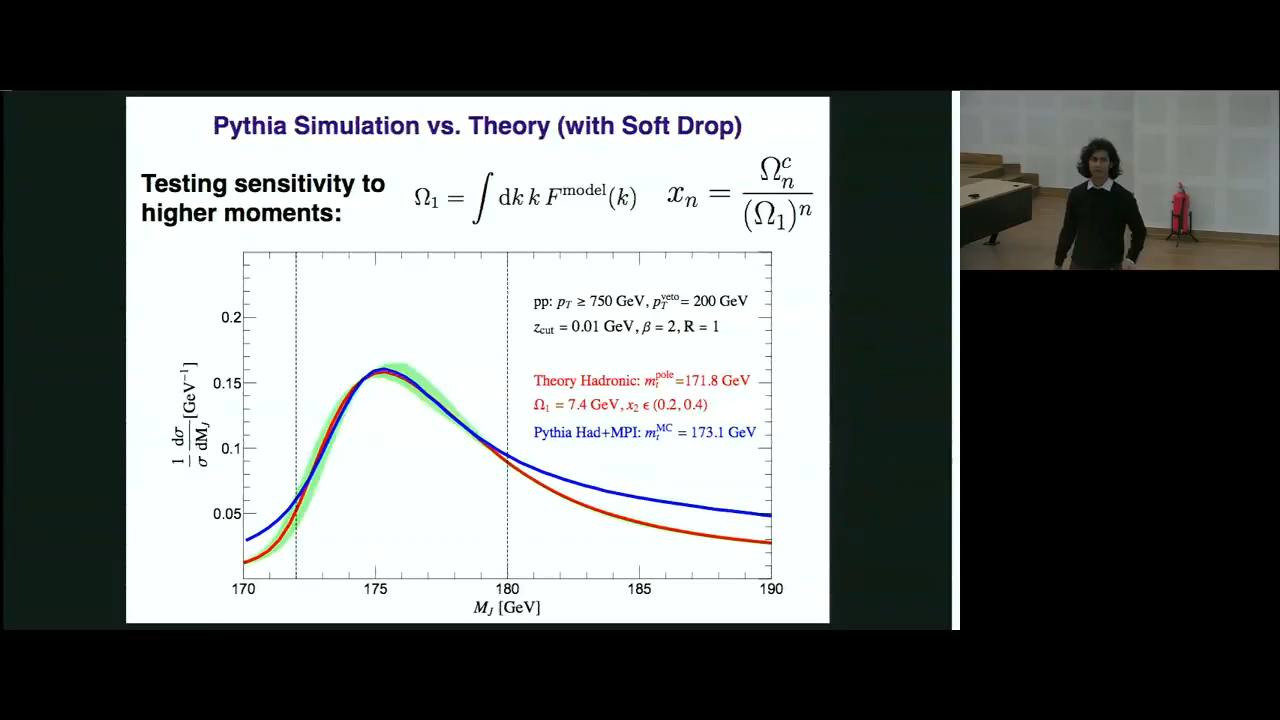 Pythia Simulation vs. Theory (with Soft Drop)
Testing sensitivity to
higher moments:
Ω₁ = ∫ dk k F^model(k)
xₙ = Ωₙᶜ / (Ω₁)ⁿ
pp: p_T ≥ 750 GeV, p_T^veto = 200 GeV
z_cut = 0.01 GeV, β = 2, R = 1
Theory Hadronic: m_t^pole =171.8 GeV
Ω₁ = 7.4 GeV, x₂ ϵ (0.2, 0.4)
Pythia Had+MPI: m_t^MC = 173.1 GeV
1/σ dσ/dM_J [GeV⁻¹]
0.2
0.15
0.1
0.05
170 175 180 185 190
M_J [GeV]